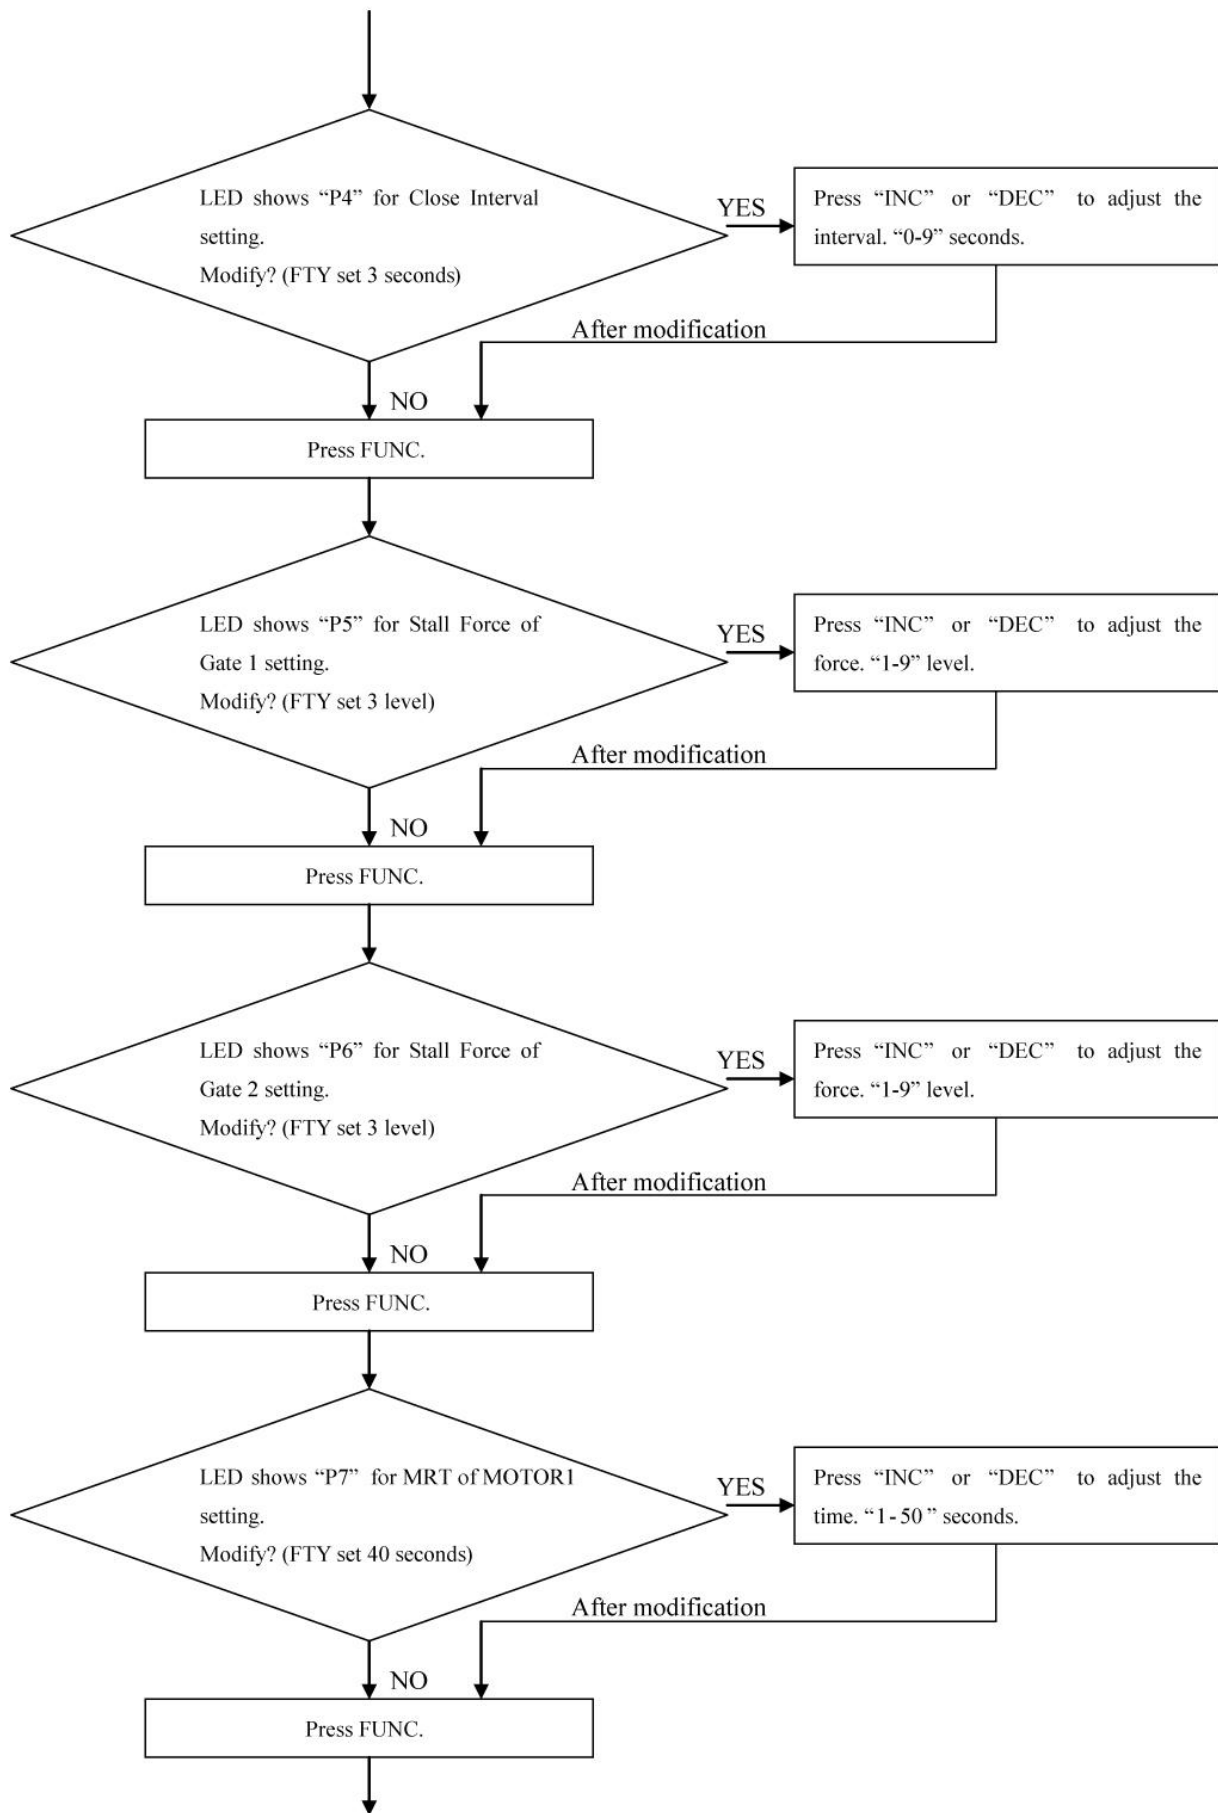 LED shows “P4” for Close Interval
setting.
Modify? (FTY set 3 seconds)
YES
Press “INC” or “DEC” to adjust the
interval. “0-9” seconds.
After modification
NO
Press FUNC.
LED shows “P5” for Stall Force of
Gate 1 setting.
Modify? (FTY set 3 level)
YES
Press “INC” or “DEC” to adjust the
force. “1-9” level.
After modification
NO
Press FUNC.
LED shows “P6” for Stall Force of
Gate 2 setting.
Modify? (FTY set 3 level)
YES
Press “INC” or “DEC” to adjust the
force. “1-9” level.
After modification
NO
Press FUNC.
LED shows “P7” for MRT of MOTOR1
setting.
Modify? (FTY set 40 seconds)
YES
Press “INC” or “DEC” to adjust the
time. “1-50” seconds.
After modification
NO
Press FUNC.